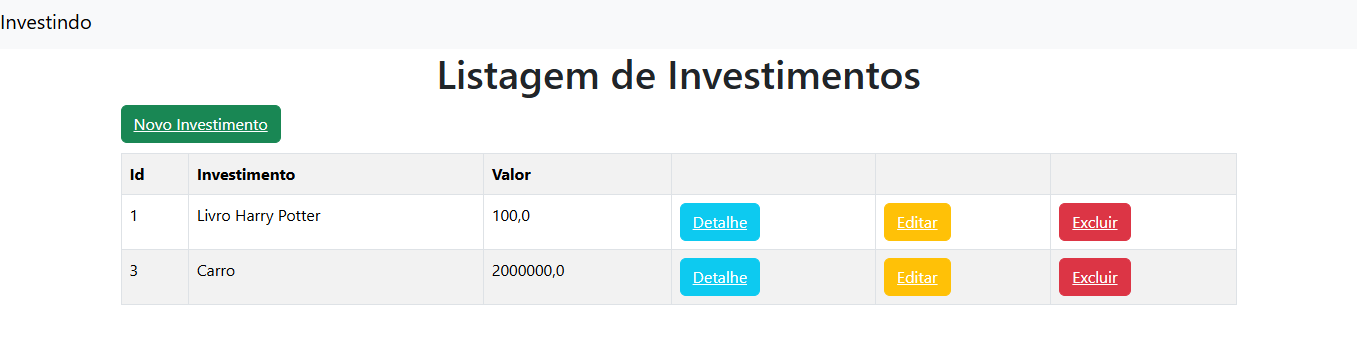 Investindo
Listagem de Investimentos
Novo Investimento
Id Investimento Valor
1 Livro Harry Potter 100,0 Detalhe Editar Excluir
3 Carro 2000000,0 Detalhe Editar Excluir